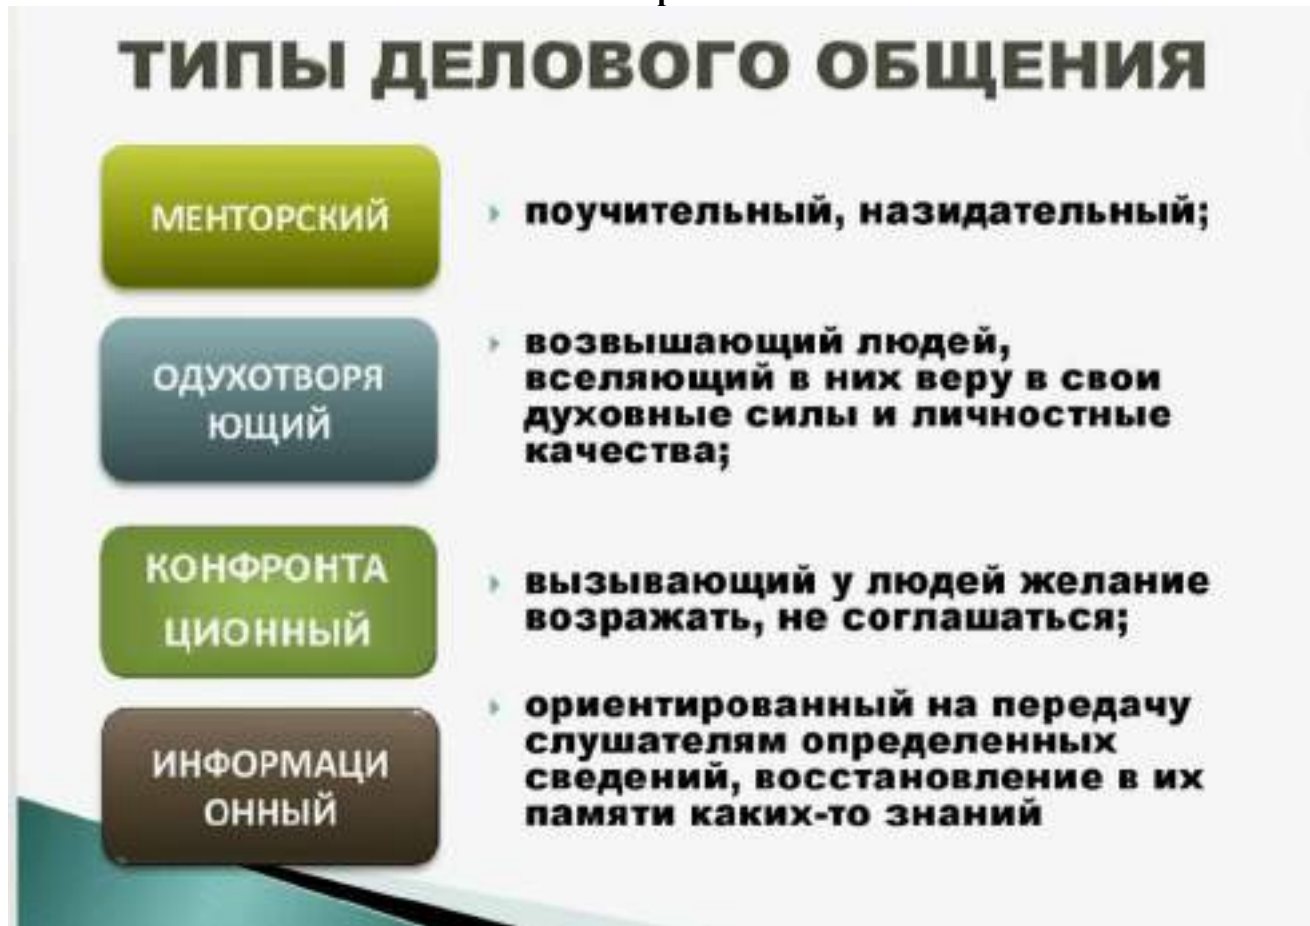 ТИПЫ ДЕЛОВОГО ОБЩЕНИЯ
МЕНТОРСКИЙ
поучительный, назидательный;
ОДУХОТВОРЯ
ЮЩИЙ
возвышающий людей,
вселяющий в них веру в свои
духовные силы и личностные
качества;
КОНФРОНТА
ЦИОННЫЙ
вызывающий у людей желание
возражать, не соглашаться;
ИНФОРМАЦИ
ОННЫЙ
ориентированный на передачу
слушателям определенных
сведений, восстановление в их
памяти каких-то знаний